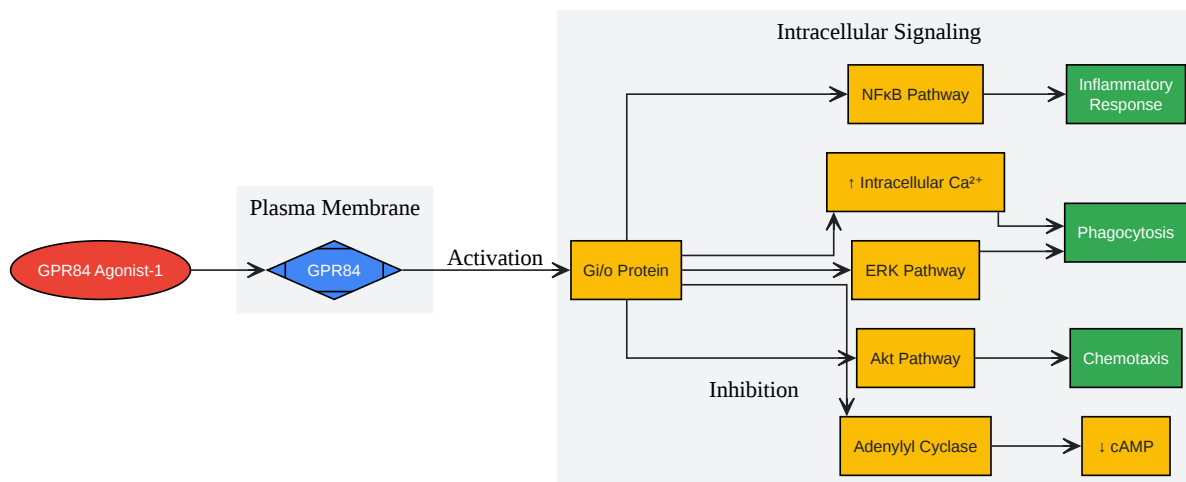 Intracellular Signaling
NFκB Pathway
Inflammatory
Response
↑ Intracellular Ca²⁺
Plasma Membrane
Phagocytosis
GPR84 Agonist-1
GPR84
Activation
Gi/o Protein
ERK Pathway
Akt Pathway
Chemotaxis
Inhibition
Adenylyl Cyclase
↓ cAMP